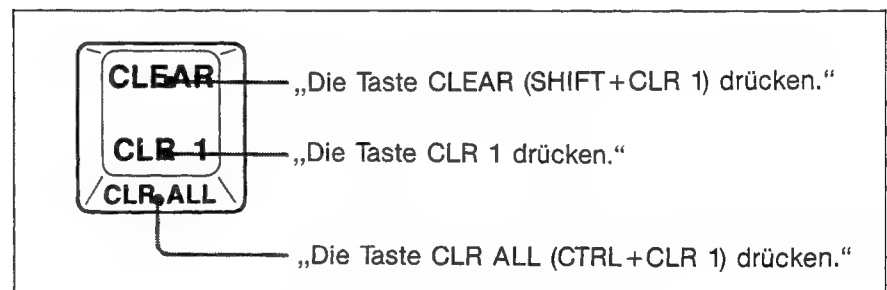 CLEAR „Die Taste CLEAR (SHIFT+CLR 1) drücken.“
CLR 1 „Die Taste CLR 1 drücken.“
CLR ALL
„Die Taste CLR ALL (CTRL+CLR 1) drücken.“